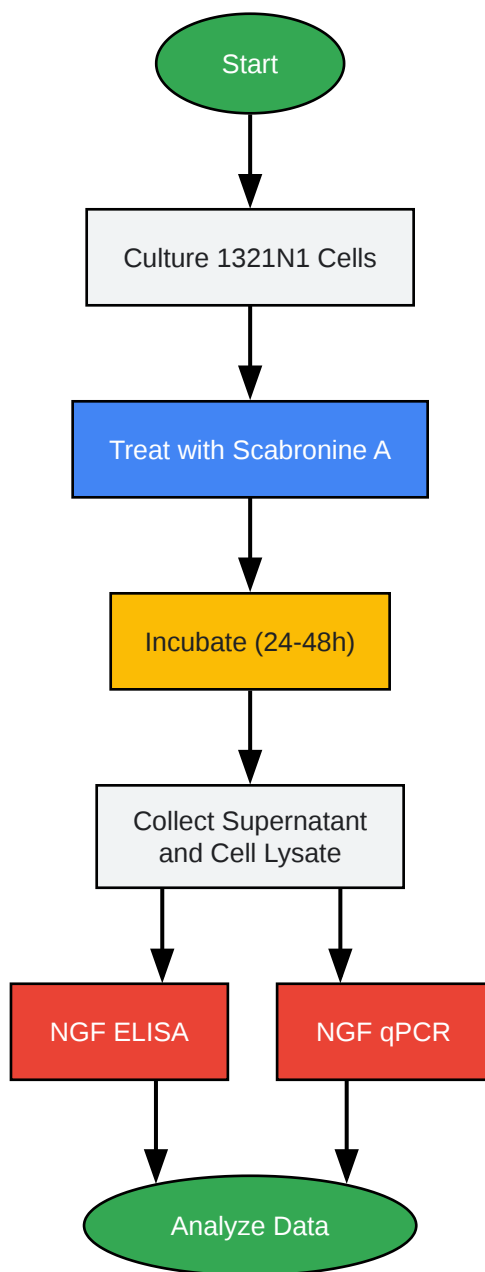 Start
Culture 1321N1 Cells
Treat with Scabronine A
Incubate (24-48h)
Collect Supernatant
and Cell Lysate
NGF ELISA
NGF qPCR
Analyze Data